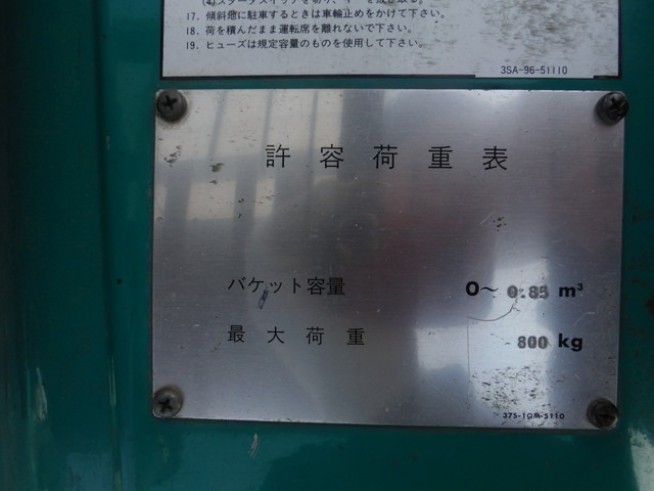 17. 傾斜地に駐車するときは車輪止めをかけて下さい。
18. 荷を積んだまま運転席を離れないで下さい。
19. ヒューズは規定容量のものを使用して下さい。
3SA-96-51110
許容荷重表
バケット容量 0～ 0.85 m³
最大荷重 800 kg